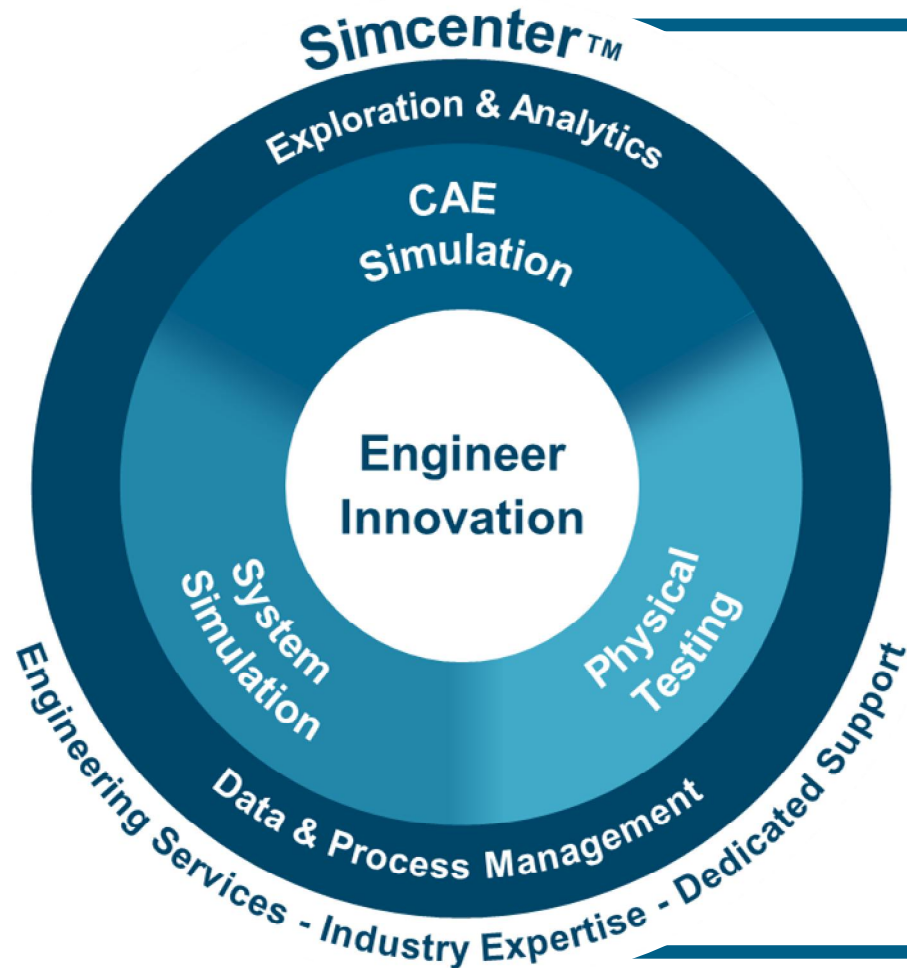 Simcenter™
Exploration & Analytics
CAE
Simulation
Engineer
Innovation
System
Simulation
Physical
Testing
Data & Process Management
Engineering Services - Industry Expertise - Dedicated Support